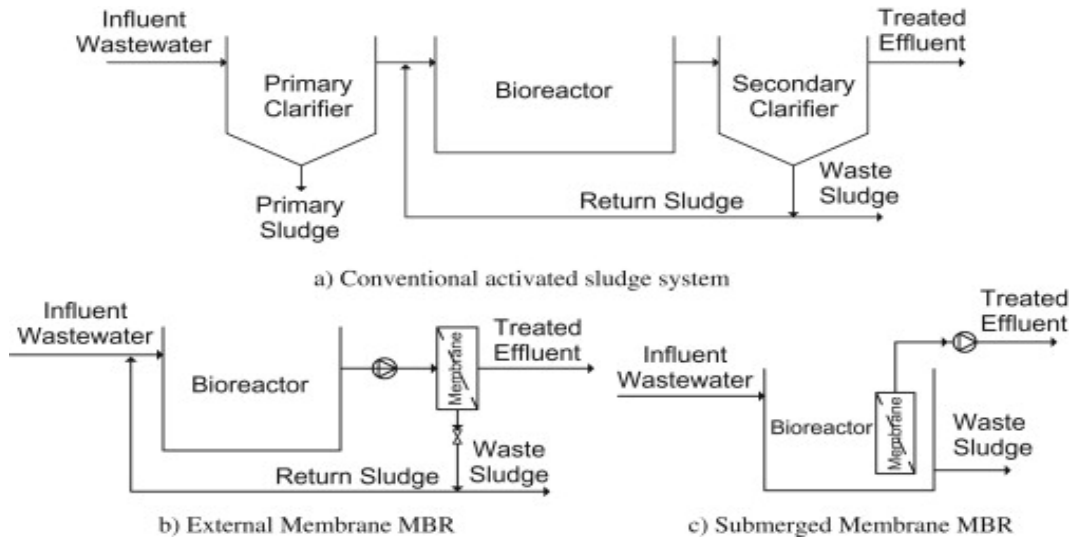 Influent
Wastewater
Primary
Clarifier
Primary
Sludge
Bioreactor
Secondary
Clarifier
Treated
Effluent
Waste
Sludge
Return Sludge
a) Conventional activated sludge system
Influent
Wastewater
Bioreactor
Membrane
Treated
Effluent
Waste
Sludge
Return Sludge
b) External Membrane MBR
Influent
Wastewater
Bioreactor
Membrane
Treated
Effluent
Waste
Sludge
c) Submerged Membrane MBR